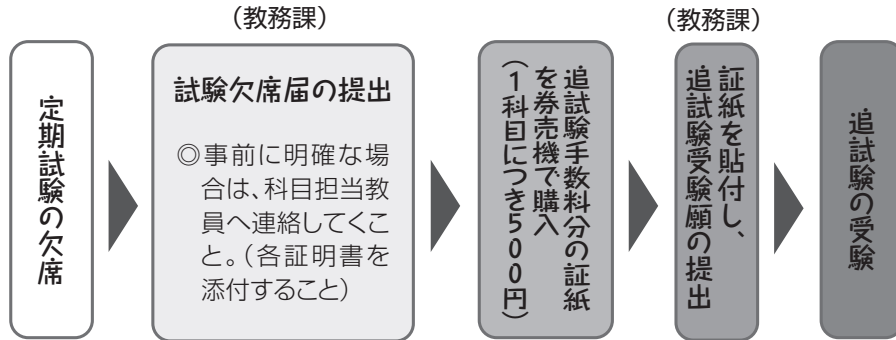 定期試験の欠席
（教務課）
試験欠席届の提出
◎事前に明確な場
合は、科目担当教
員へ連絡してくこ
と。（各証明書を
添付すること）
追試験手数料分の証紙
を券売機で購入
（1科目につき500円）
（教務課）
証紙を貼付し、
追試験受験願の提出
追試験の受験